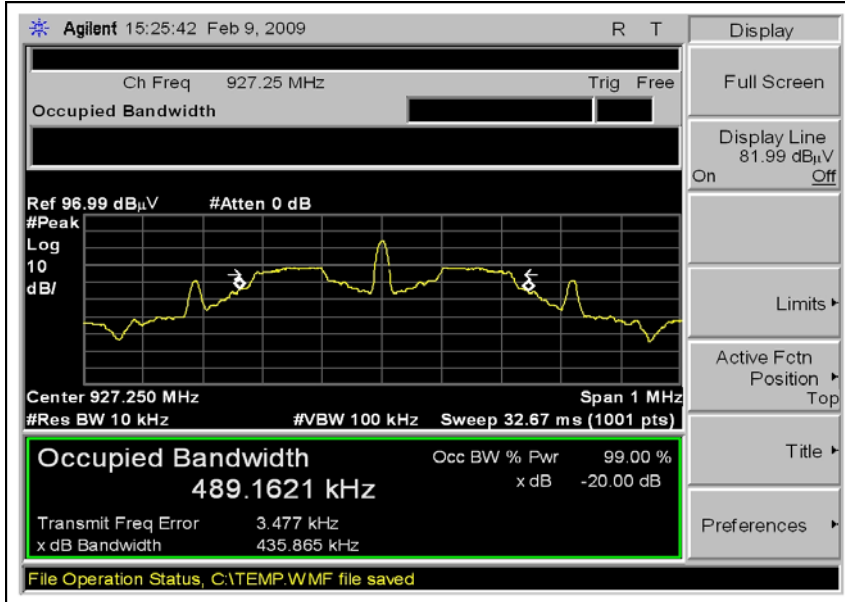 Agilent 15:25:42 Feb 9, 2009 R T
Ch Freq 927.25 MHz Trig Free
Occupied Bandwidth
Ref 96.99 dBμV #Atten 0 dB
#Peak
Log
10
dB/
Center 927.250 MHz Span 1 MHz
#Res BW 10 kHz #VBW 100 kHz Sweep 32.67 ms (1001 pts)
Occupied Bandwidth Occ BW % Pwr 99.00 %
489.1621 kHz x dB -20.00 dB
Transmit Freq Error 3.477 kHz
x dB Bandwidth 435.865 kHz
File Operation Status, C:\TEMP.WMF file saved
Display
Full Screen
Display Line
81.99 dBμV
On Off
Limits
Active Fctn
Position
Top
Title
Preferences